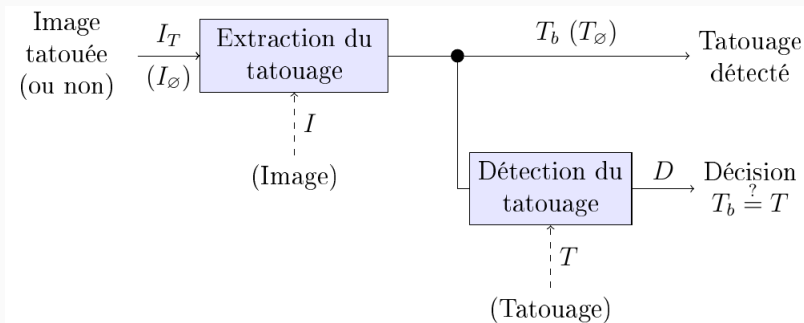 Image
tatouée
(ou non)
I_T
(I_∅)
Extraction du
tatouage
I
(Image)
T_b (T_∅)
Tatouage
détecté
Détection du
tatouage
D
Décision
T_b ≟ T
T
(Tatouage)